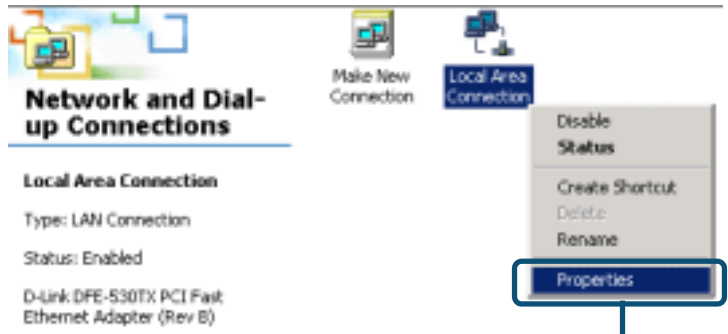 Make New
Connection
Local Area
Connection
Network and Dial-
up Connections
Local Area Connection
Type: LAN Connection
Status: Enabled
D-Link DFE-530TX PCI Fast
Ethernet Adapter (Rev B)
Disable
Status
Create Shortcut
Delete
Rename
Properties